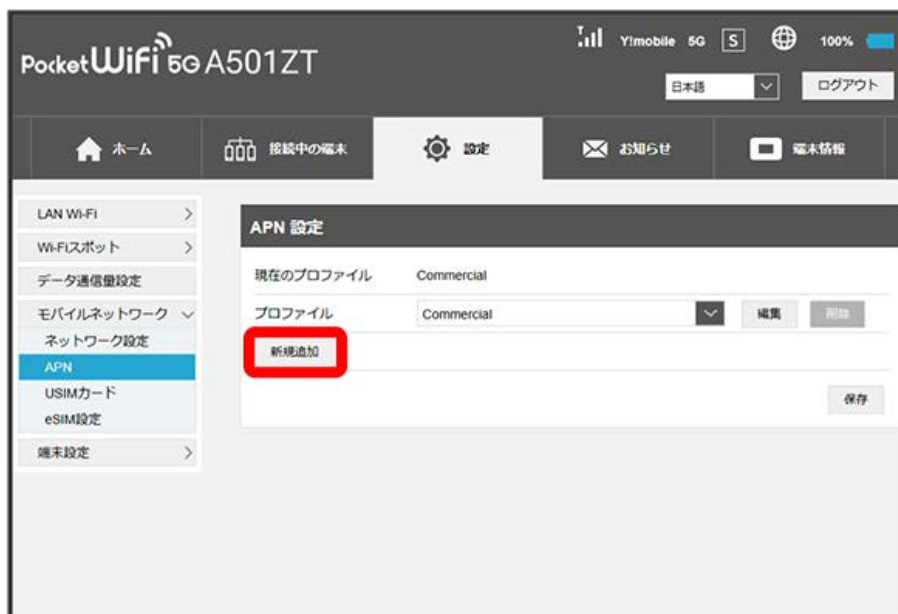 Pocket WiFi 5G A501ZT
Y!mobile 5G S 100%
日本語 ログアウト
ホーム 接続中の端末 設定 お知らせ 端末情報
LAN Wi-Fi
Wi-Fiスポット
データ通信量設定
モバイルネットワーク
ネットワーク設定
APN
USIMカード
eSIM設定
端末設定
APN 設定
現在のプロファイル Commercial
プロファイル Commercial 編集 削除
新規追加
保存